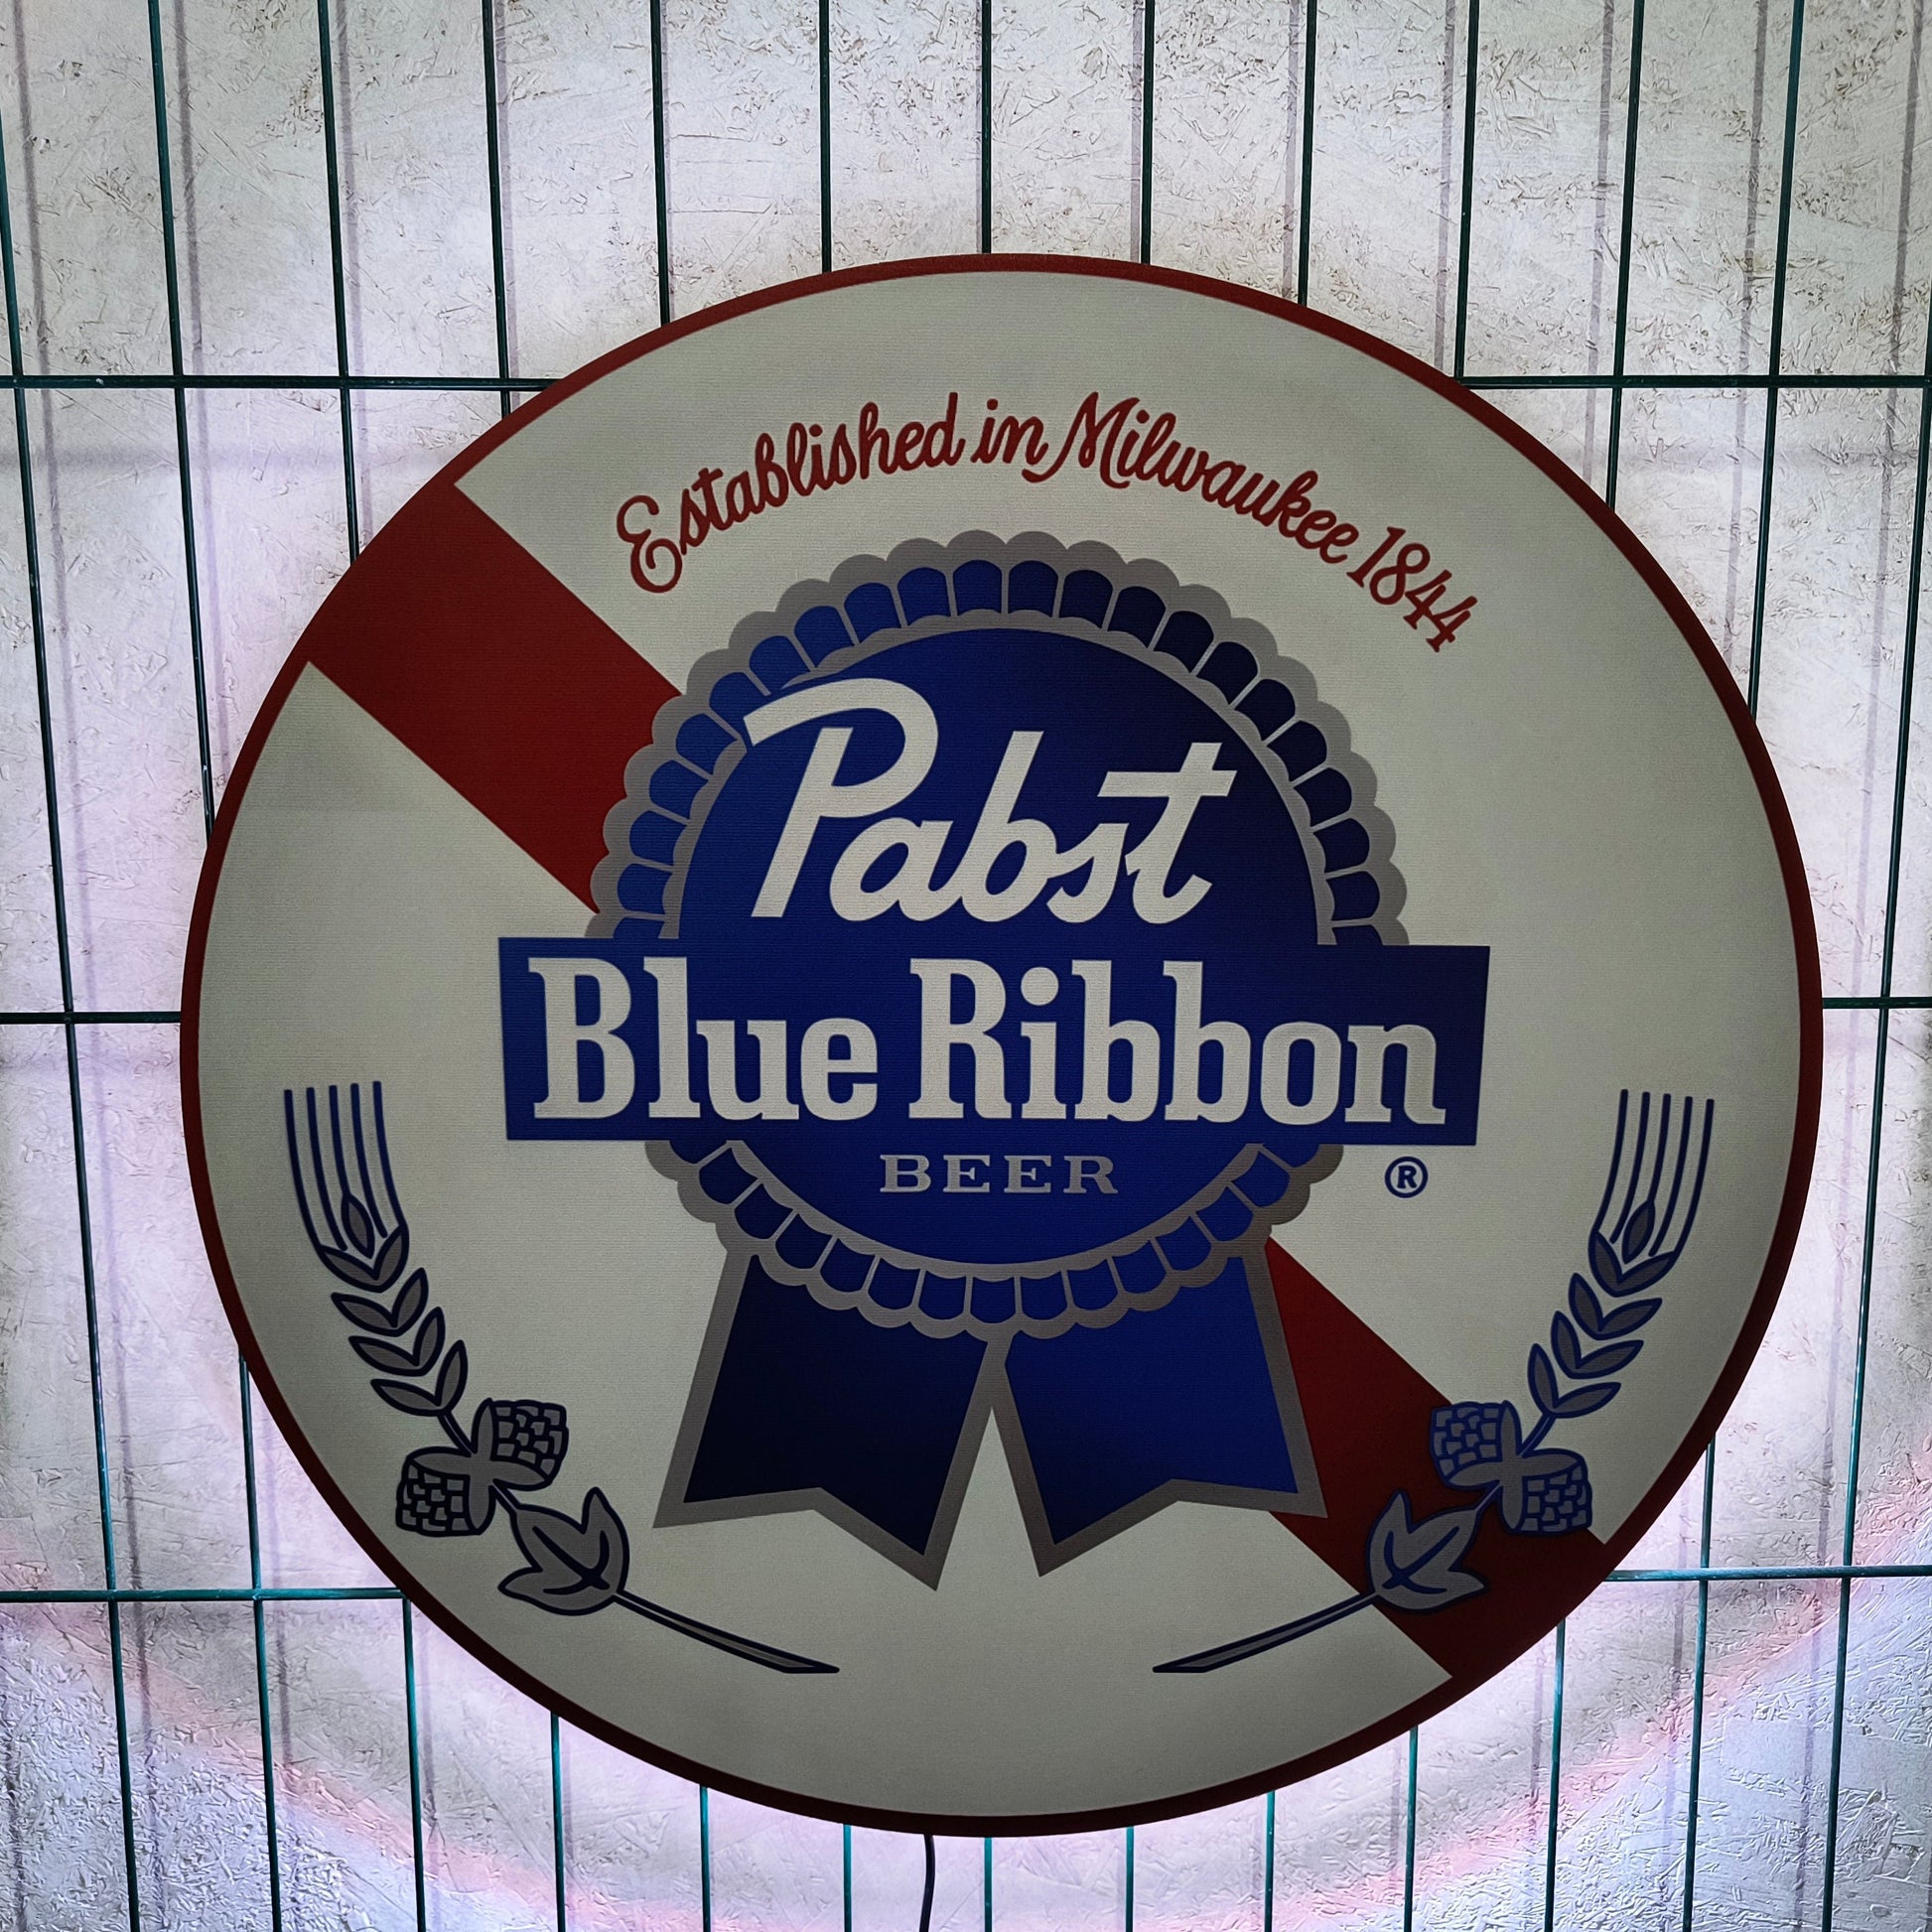 Established in Milwaukee 1844
Pabst
Blue Ribbon
BEER
®